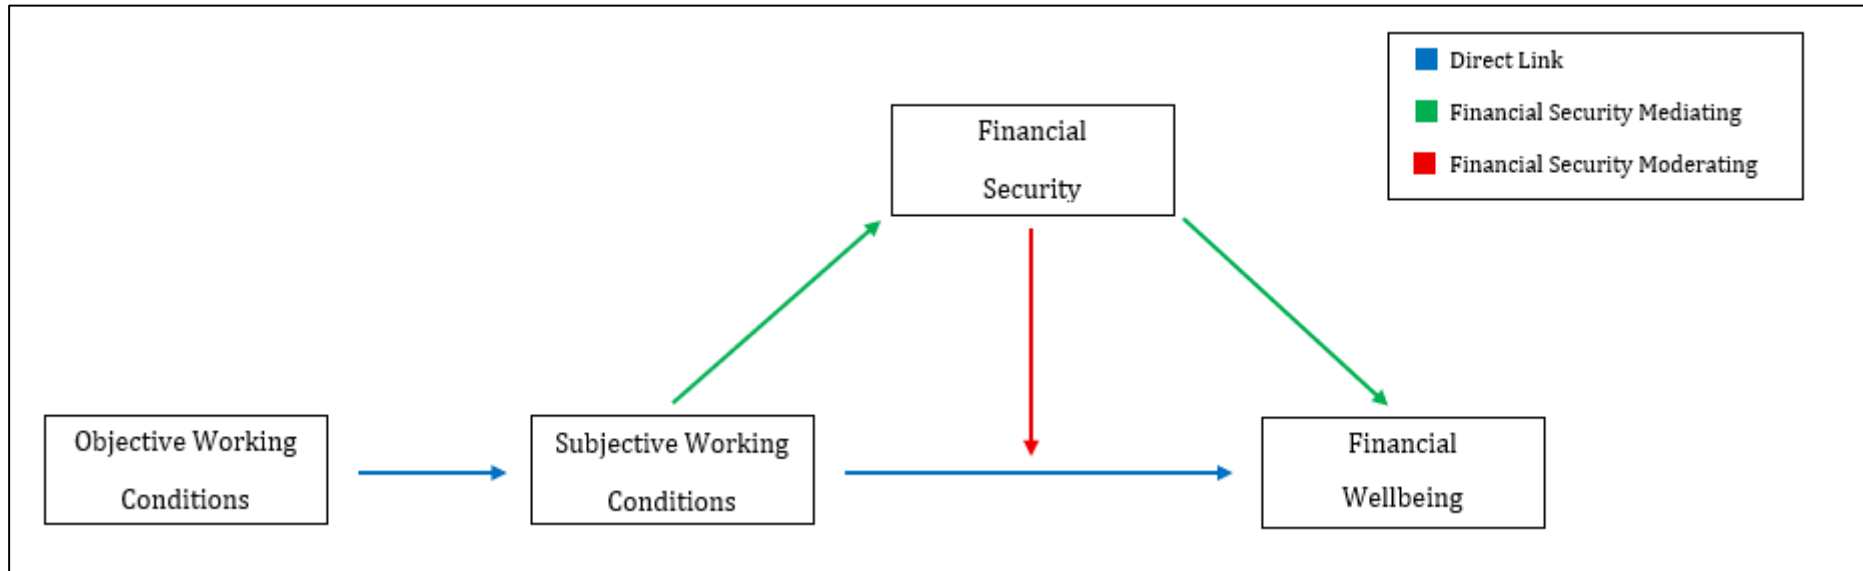 Direct Link
Financial Security Mediating
Financial Security Moderating
Financial
Security
Objective Working
Conditions
Subjective Working
Conditions
Financial
Wellbeing